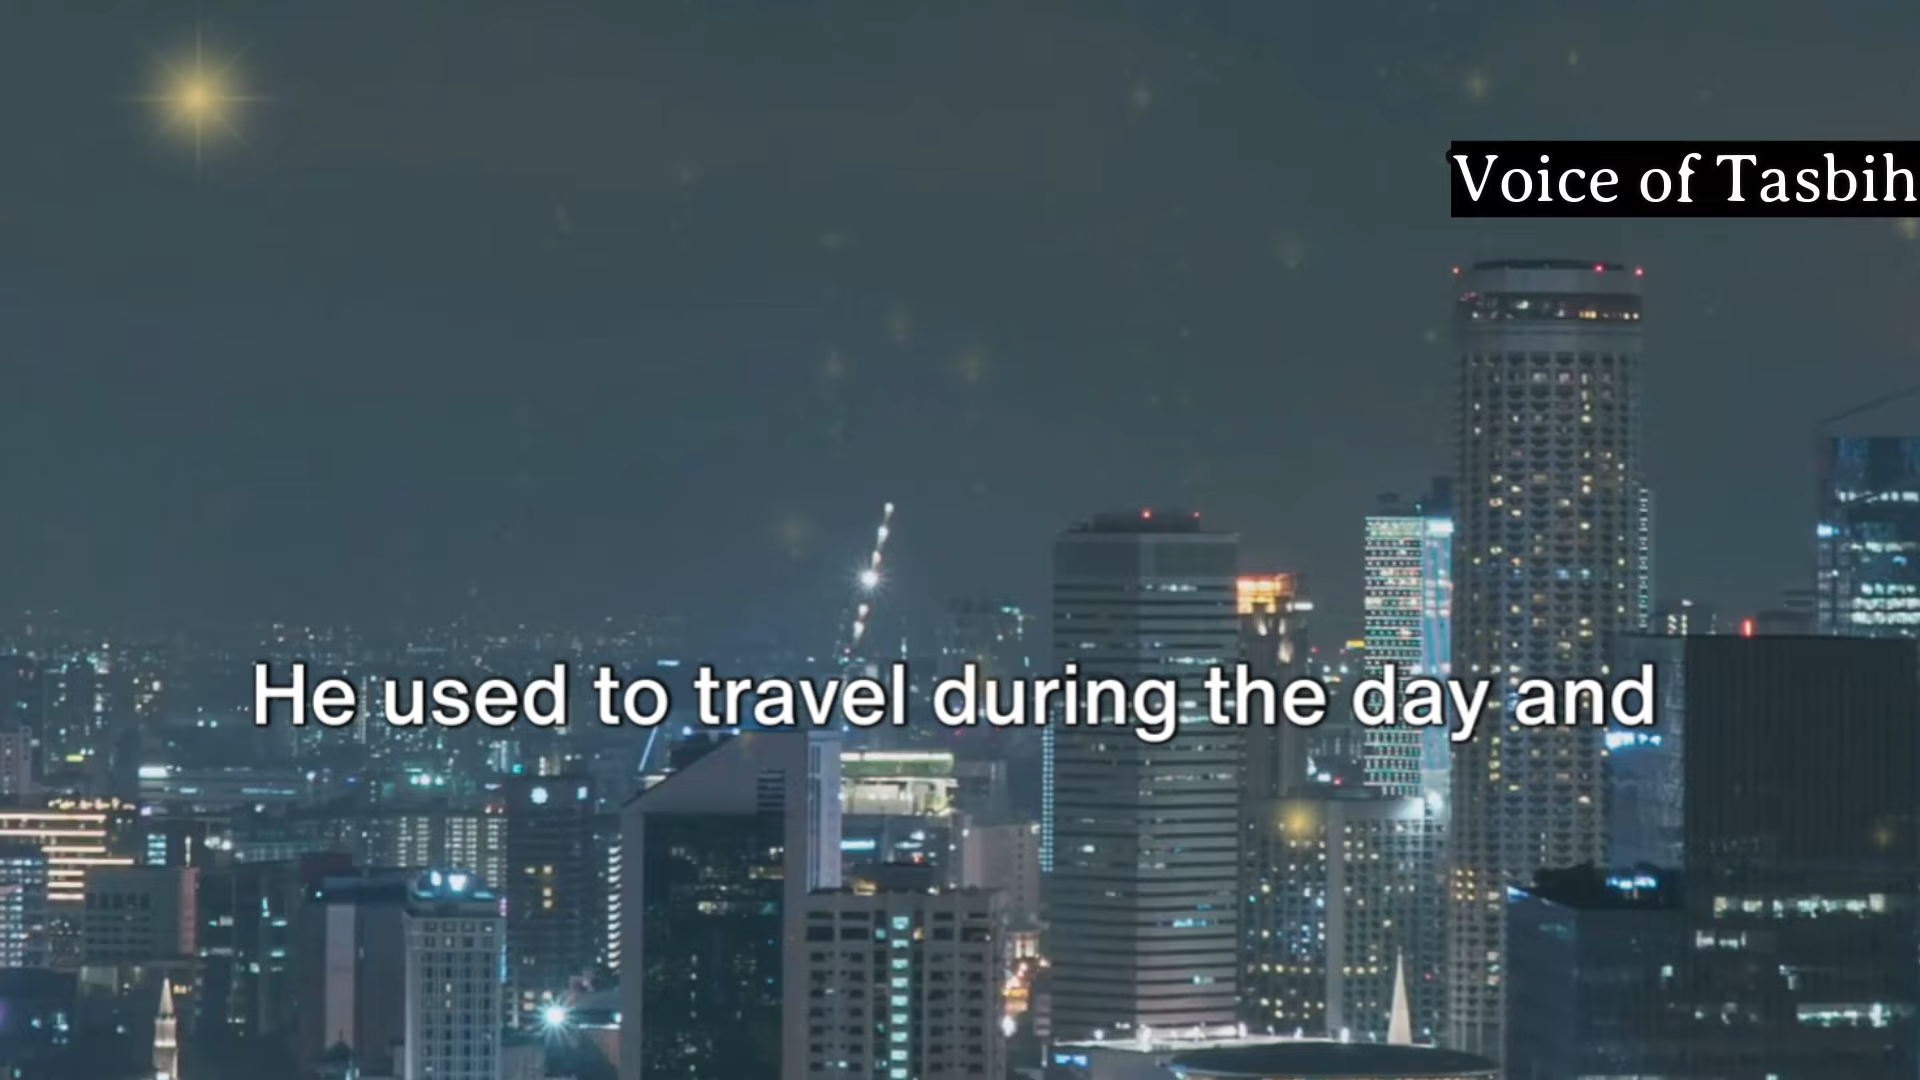 Voice of Tasbih
He used to travel during the day and